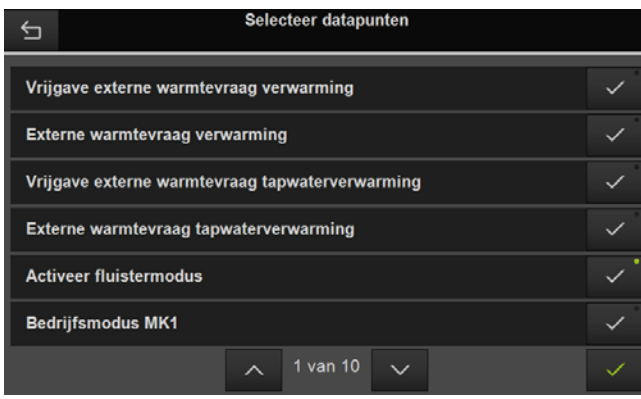 Selecteer datapunten
Vrijgave externe warmtevraag verwarming
Externe warmtevraag verwarming
Vrijgave externe warmtevraag tapwaterverwarming
Externe warmtevraag tapwaterverwarming
Activeer fluistermodus
Bedrijfsmodus MK1
1 van 10